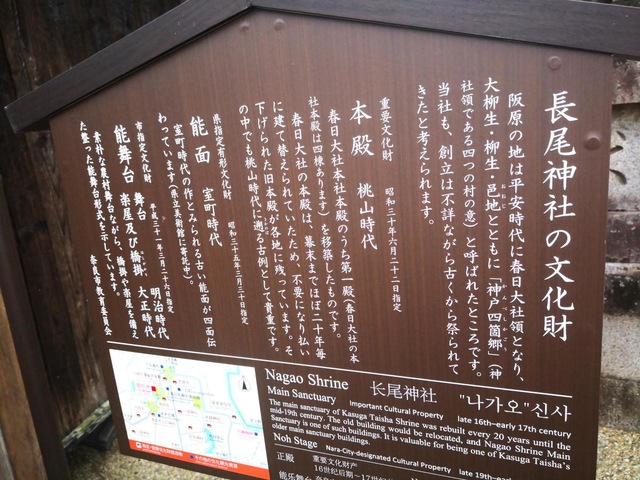 長尾神社の文化財
阪原の地は平安時代に春日大社領となり、
大柳生・柳生・邑地とともに「神戸四箇郷」（神
社領である四つの村の意）と呼ばれたところです。
当社も、創立は不詳ながら古くから祭られて
きたと考えられます。
重要文化財 昭和三十年六月二十二日指定
本殿 桃山時代
春日大社本社本殿のうち第一殿（春日大社の本
社本殿は四棟あります）を移築したものです。
春日大社の本殿は、幕末までほぼ二十年毎
に建て替えられていたため、不要になり払い
下げられた旧本殿が各地に残っています。そ
の中でも桃山時代に遡る古例として貴重です。
県指定有形文化財 昭和三十五年三月三十日指定
能面 室町時代
室町時代の作とみられる古い能面が四面伝
わっています（県立美術館に寄託中）。
市指定文化財 平成二十一年三月二十六日指定
能舞台 舞台 明治時代
楽屋及び橋掛 大正時代
素朴な農村舞台ながら、橋掛や楽屋を備え
た整った能舞台形式を示しています。
奈良市教育委員会
Nagao Shrine 长尾神社 "나가오"신사
Main Sanctuary Important Cultural Property late 16th–early 17th century
The main sanctuary of Kasuga Taisha Shrine was rebuilt every 20 years until the
mid-19th century. The old building would be relocated, and Nagao Shrine Main
Sanctuary is one of such buildings. It is valuable for being one of Kasuga Taisha's
older main sanctuary buildings.
Noh Stage Nara-City-designated Cultural Property late 19th–early
正殿 重要文化财产
16世纪后期~17世纪
能乐舞台